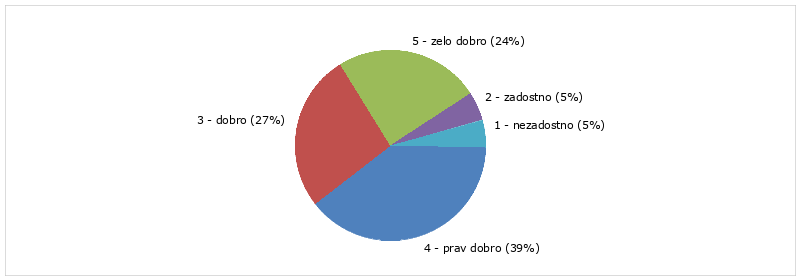 5 - zelo dobro (24%)
2 - zadostno (5%)
3 - dobro (27%)
1 - nezadostno (5%)
4 - prav dobro (39%)